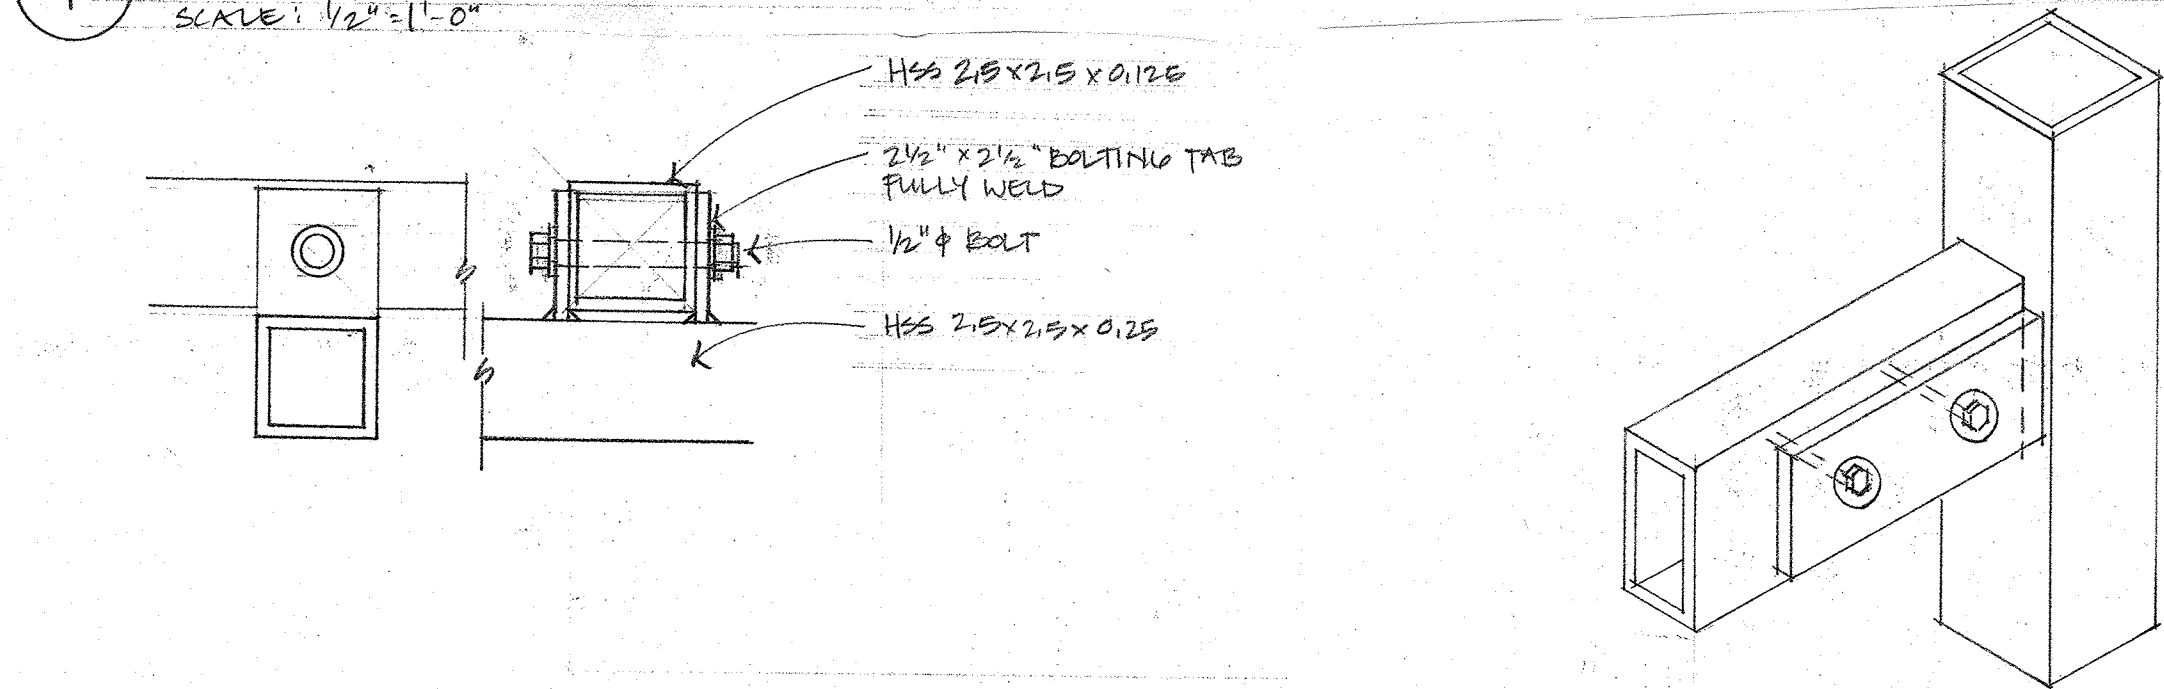 1
SCALE: 1/2"=1'-0"
HSS 2.5x2.5x0.125
2 1/2" x 2 1/2" BOLTING TAB
FULLY WELD
1/2" ϕ BOLT
HSS 2.5x2.5x0.25